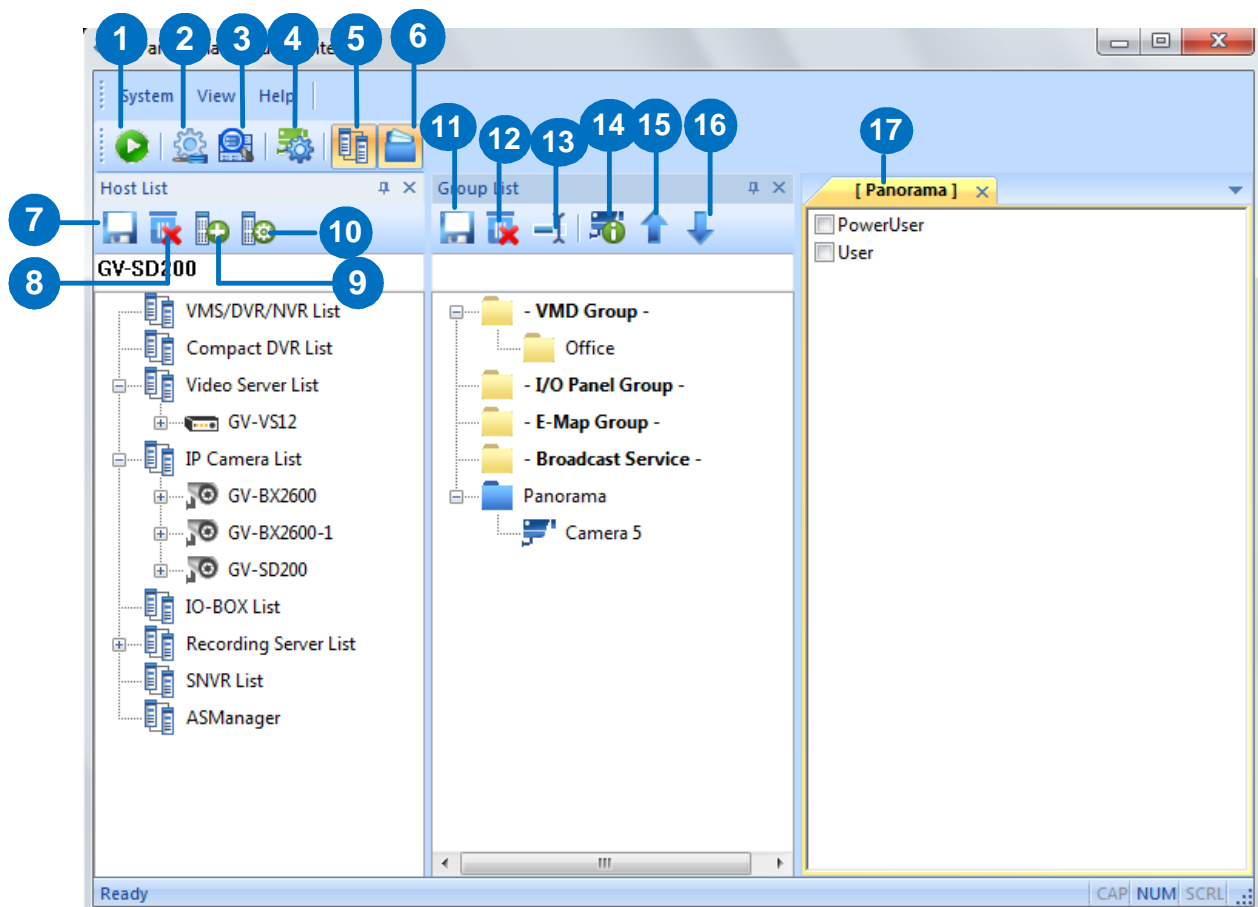 1 2 3 4 5 6
System View Help
11 12 13 14 15 16
17
Host List
Group List
[ Panorama ]
7
8
9
10
GV-SD200
PowerUser
User
VMS/DVR/NVR List
Compact DVR List
Video Server List
GV-VS12
IP Camera List
GV-BX2600
GV-BX2600-1
GV-SD200
IO-BOX List
Recording Server List
SNVR List
ASManager
- VMD Group -
Office
- I/O Panel Group -
- E-Map Group -
- Broadcast Service -
Panorama
Camera 5
Ready
CAP NUM SCRL